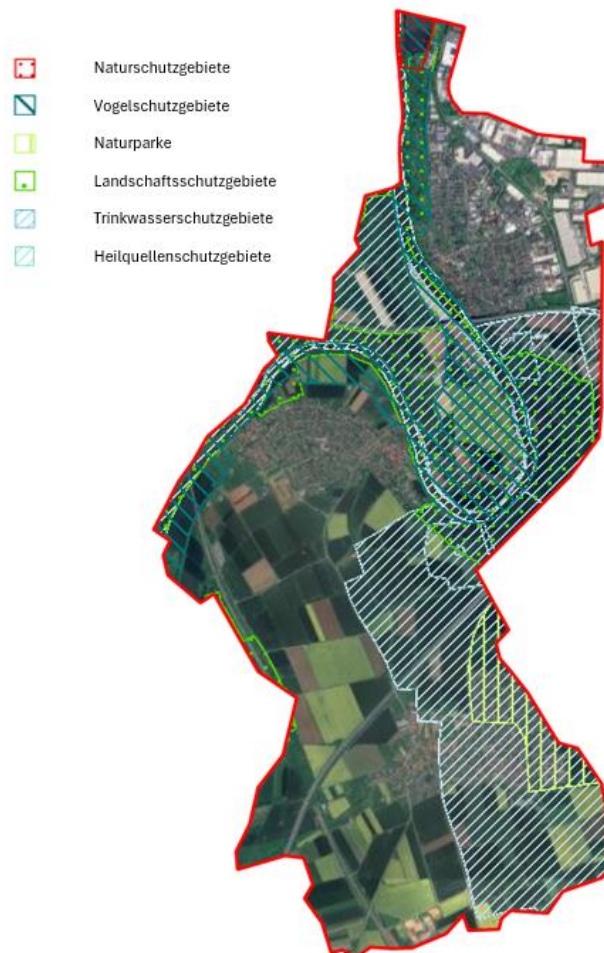 Naturschutzgebiete
Vogelschutzgebiete
Naturparke
Landschaftsschutzgebiete
Trinkwasserschutzgebiete
Heilquellenschutzgebiete